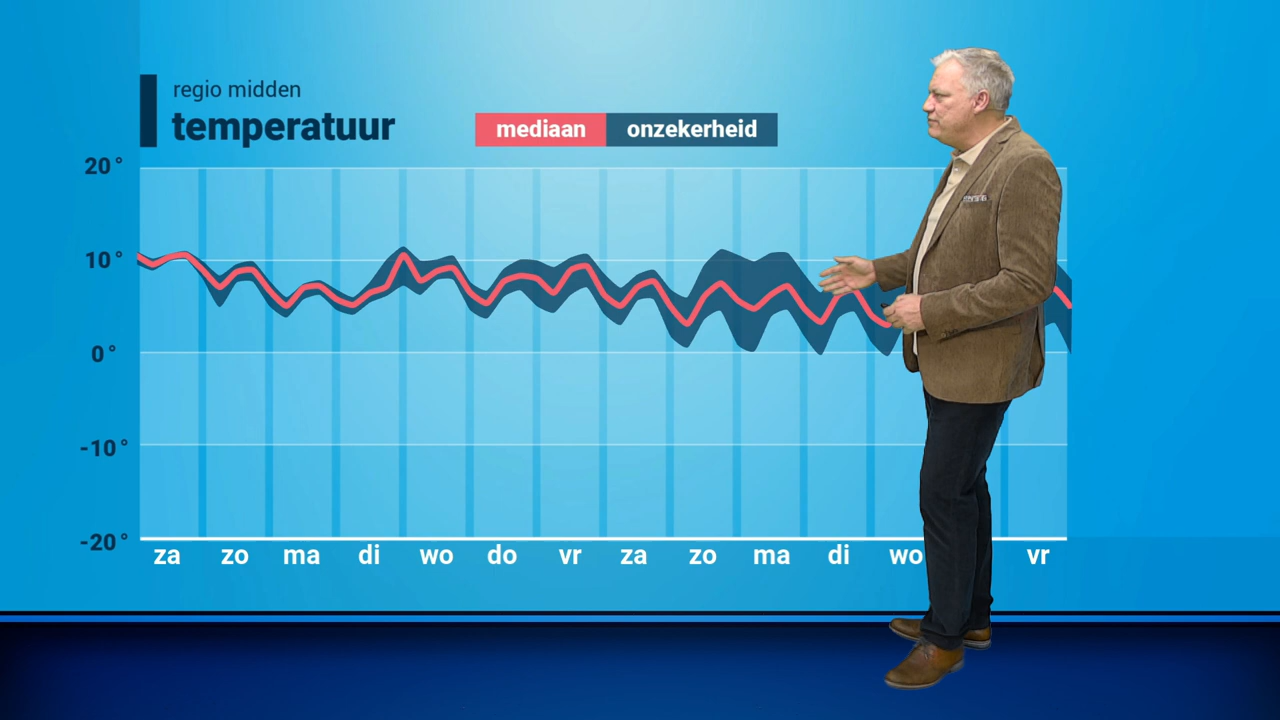 regio midden
temperatuur
mediaan onzekerheid
20°
10°
0°
-10°
-20°
za zo ma di wo do vr za zo ma di wo vr